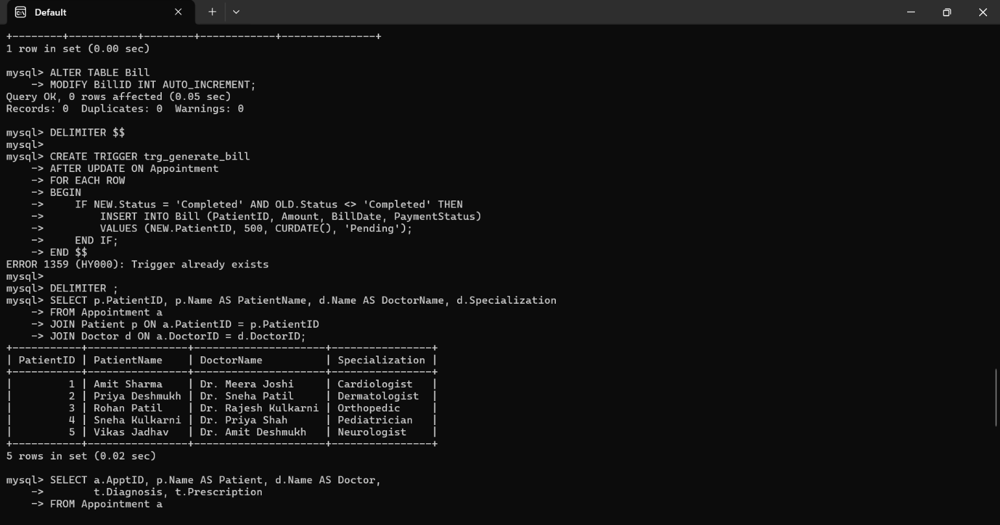 Default
+--------+-----------+--------+------------+---------------+
1 row in set (0.00 sec)
mysql> ALTER TABLE Bill
    -> MODIFY BillID INT AUTO_INCREMENT;
Query OK, 0 rows affected (0.05 sec)
Records: 0  Duplicates: 0  Warnings: 0
mysql> DELIMITER $$
mysql>
mysql> CREATE TRIGGER trg_generate_bill
    -> AFTER UPDATE ON Appointment
    -> FOR EACH ROW
    -> BEGIN
    ->     IF NEW.Status = 'Completed' AND OLD.Status <> 'Completed' THEN
    ->         INSERT INTO Bill (PatientID, Amount, BillDate, PaymentStatus)
    ->         VALUES (NEW.PatientID, 500, CURDATE(), 'Pending');
    ->     END IF;
    -> END $$
ERROR 1359 (HY000): Trigger already exists
mysql>
mysql> DELIMITER ;
mysql> SELECT p.PatientID, p.Name AS PatientName, d.Name AS DoctorName, d.Specialization
    -> FROM Appointment a
    -> JOIN Patient p ON a.PatientID = p.PatientID
    -> JOIN Doctor d ON a.DoctorID = d.DoctorID;
+-----------+----------------+---------------------+----------------+
| PatientID | PatientName    | DoctorName          | Specialization |
+-----------+----------------+---------------------+----------------+
|         1 | Amit Sharma    | Dr. Meera Joshi     | Cardiologist   |
|         2 | Priya Deshmukh | Dr. Sneha Patil     | Dermatologist  |
|         3 | Rohan Patil    | Dr. Rajesh Kulkarni | Orthopedic     |
|         4 | Sneha Kulkarni | Dr. Priya Shah      | Pediatrician   |
|         5 | Vikas Jadhav   | Dr. Amit Deshmukh   | Neurologist    |
+-----------+----------------+---------------------+----------------+
5 rows in set (0.02 sec)
mysql> SELECT a.ApptID, p.Name AS Patient, d.Name AS Doctor,
    ->        t.Diagnosis, t.Prescription
    -> FROM Appointment a